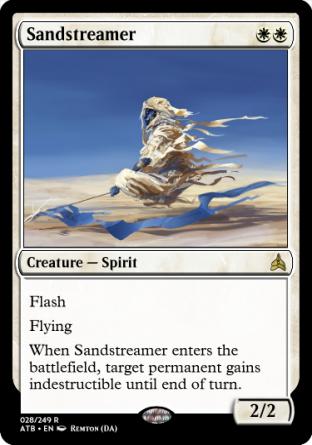 Sandstreamer
Creature — Spirit
Flash
Flying
When Sandstreamer enters the
battlefield, target permanent gains
indestructible until end of turn.
2/2
028/249 R
ATB • EN REMTON (DA)